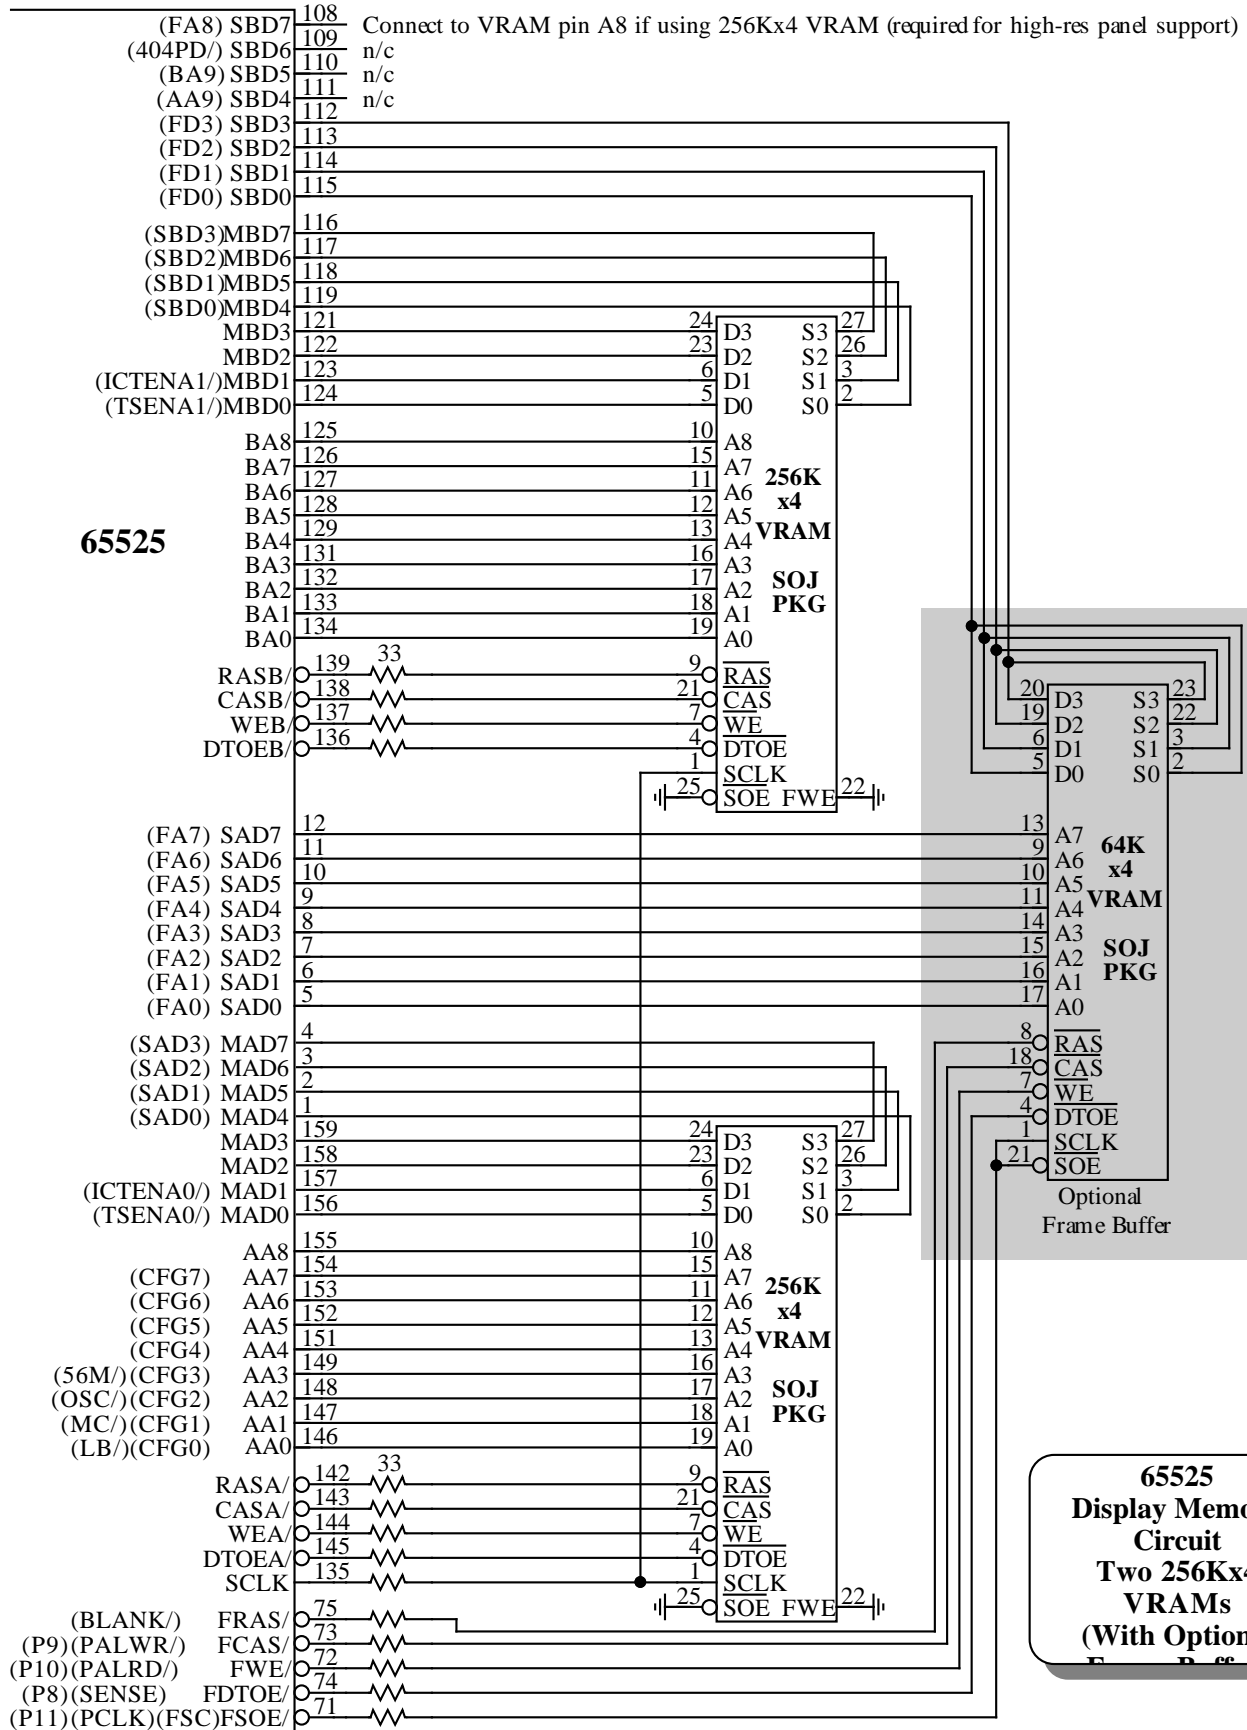 (FA8) SBD7 108 Connect to VRAM pin A8 if using 256Kx4 VRAM (required for high-res panel support)
(404PD/) SBD6 109 n/c
(BA9) SBD5 110 n/c
(AA9) SBD4 111 n/c
(FD3) SBD3 112
(FD2) SBD2 113
(FD1) SBD1 114
(FD0) SBD0 115
(SBD3)MBD7 116
(SBD2)MBD6 117
(SBD1)MBD5 118
(SBD0)MBD4 119
MBD3 121 24 D3 S3 27
MBD2 122 23 D2 S2 26
(ICTENA1/)MBD1 123 6 D1 S1 3
(TSENA1/)MBD0 124 5 D0 S0 2
BA8 125 10 A8
BA7 126 15 A7
BA6 127 11 A6
BA5 128 12 A5
BA4 129 13 A4
BA3 131 16 A3
BA2 132 17 A2
BA1 133 18 A1
BA0 134 19 A0
256K
x4
VRAM
SOJ
PKG
65525
RASB/ 139 33 9 RAS
CASB/ 138 21 CAS
WEB/ 137 7 WE
DTOEB/ 136 4 DTOE
1 SCLK
25 SOE FWE 22
20 D3 S3 23
19 D2 S2 22
6 D1 S1 3
5 D0 S0 2
(FA7) SAD7 12 13 A7
(FA6) SAD6 11 9 A6
(FA5) SAD5 10 10 A5
(FA4) SAD4 9 11 A4
(FA3) SAD3 8 14 A3
(FA2) SAD2 7 15 A2
(FA1) SAD1 6 16 A1
(FA0) SAD0 5 17 A0
64K
x4
VRAM
SOJ
PKG
8 RAS
18 CAS
7 WE
4 DTOE
1 SCLK
21 SOE
Optional
Frame Buffer
(SAD3) MAD7 4
(SAD2) MAD6 3
(SAD1) MAD5 2
(SAD0) MAD4 1
MAD3 159 24 D3 S3 27
MAD2 158 23 D2 S2 26
(ICTENA0/) MAD1 157 6 D1 S1 3
(TSENA0/) MAD0 156 5 D0 S0 2
AA8 155 10 A8
(CFG7) AA7 154 15 A7
(CFG6) AA6 153 11 A6
(CFG5) AA5 152 12 A5
(CFG4) AA4 151 13 A4
(56M/)(CFG3) AA3 149 16 A3
(OSC/)(CFG2) AA2 148 17 A2
(MC/)(CFG1) AA1 147 18 A1
(LB/)(CFG0) AA0 146 19 A0
256K
x4
VRAM
SOJ
PKG
RASA/ 142 33 9 RAS
CASA/ 143 21 CAS
WEA/ 144 7 WE
DTOEA/ 145 4 DTOE
SCLK 135 1 SCLK
25 SOE FWE 22
(BLANK/) FRAS/ 75
(P9)(PALWR/) FCAS/ 73
(P10)(PALRD/) FWE/ 72
(P8)(SENSE) FDTOE/ 74
(P11)(PCLK)(FSC)FSOE/ 71
65525
Display Memo
Circuit
Two 256Kx4
VRAMs
(With Option